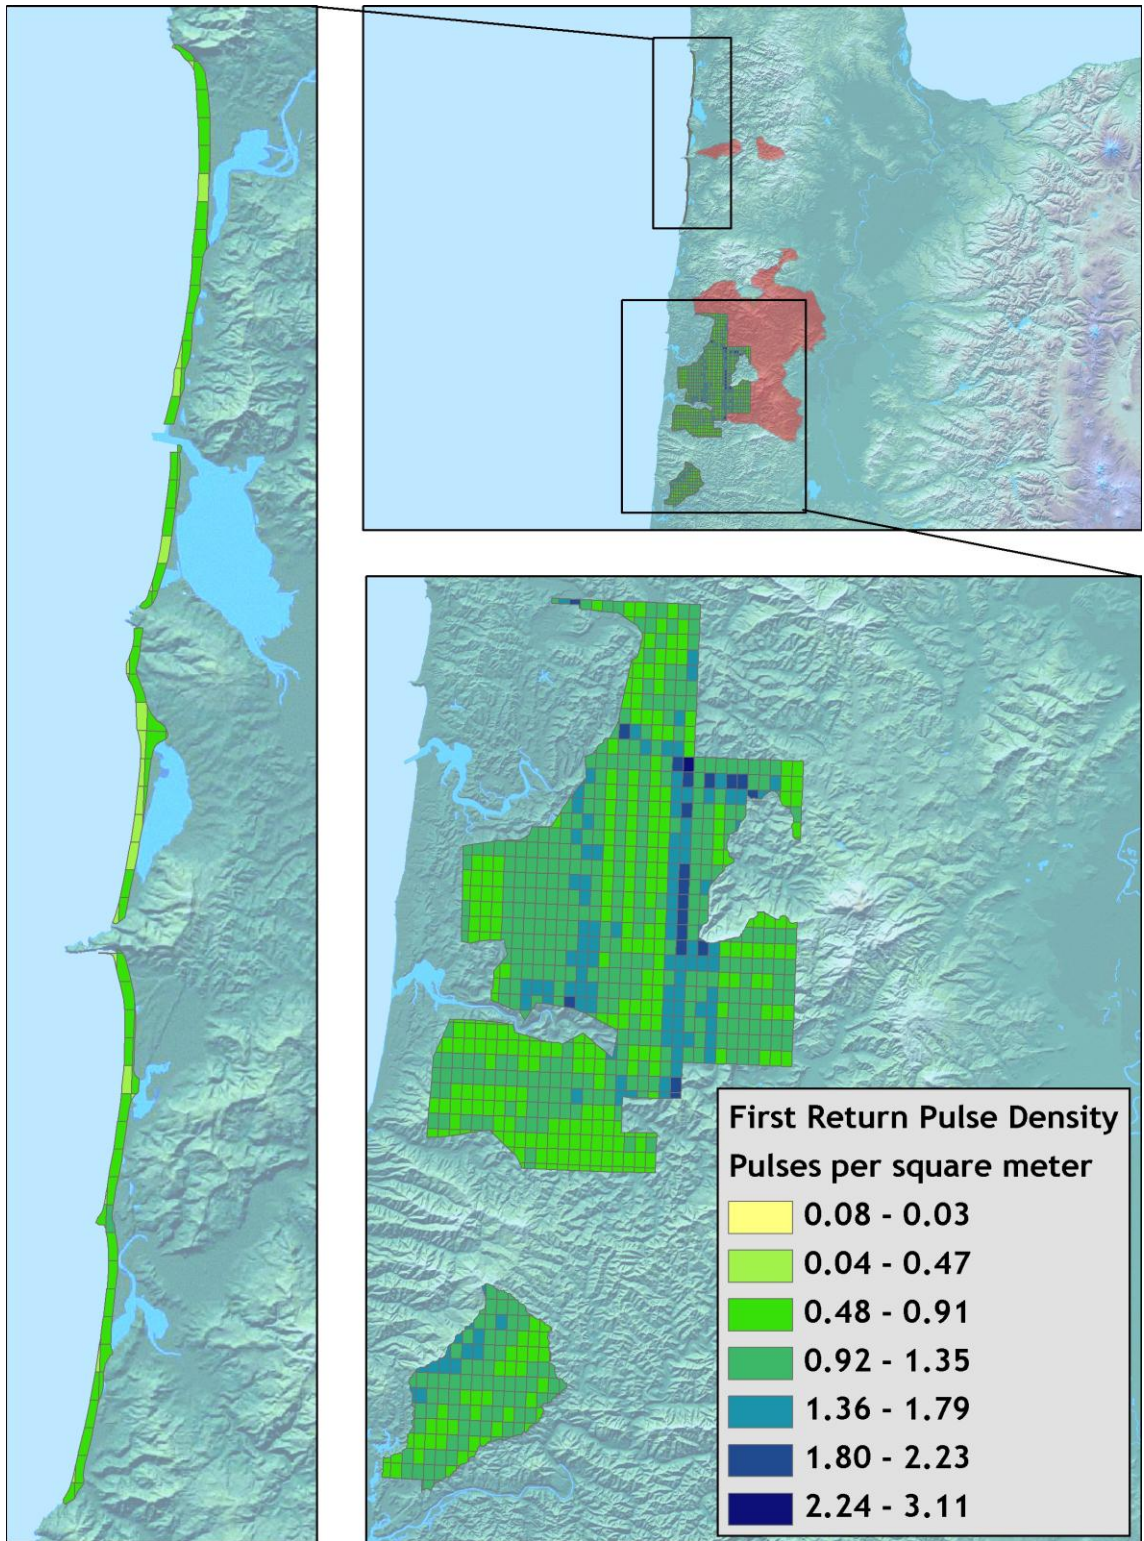 First Return Pulse Density
Pulses per square meter
0.08 - 0.03
0.04 - 0.47
0.48 - 0.91
0.92 - 1.35
1.36 - 1.79
1.80 - 2.23
2.24 - 3.11